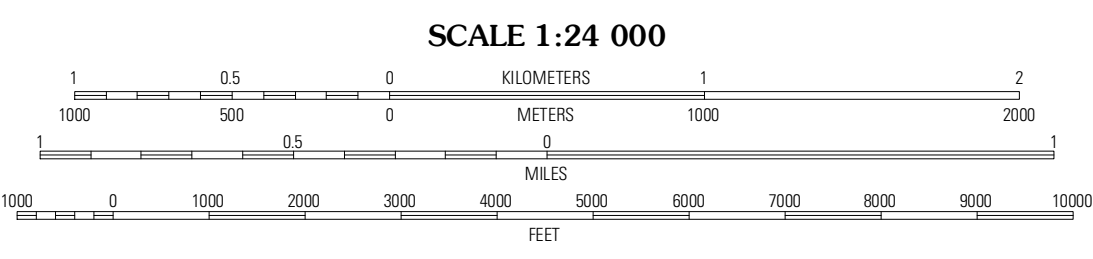 SCALE 1:24 000
1 0.5 0 KILOMETERS 1 2
1000 500 0 METERS 1000 2000
1 0.5 0 1
MILES
1000 0 1000 2000 3000 4000 5000 6000 7000 8000 9000 10000
FEET